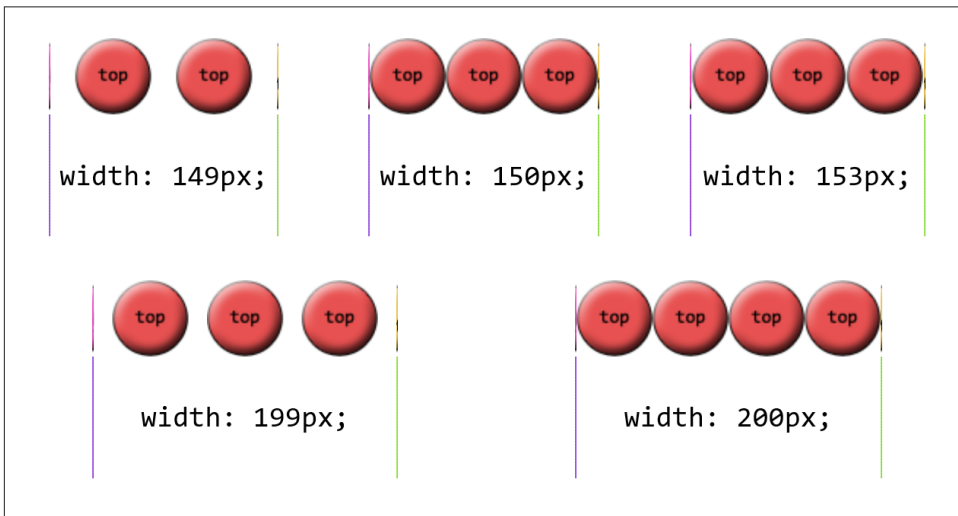 top top top top top top top top
width: 149px; width: 150px; width: 153px;
top top top top top top top
width: 199px; width: 200px;